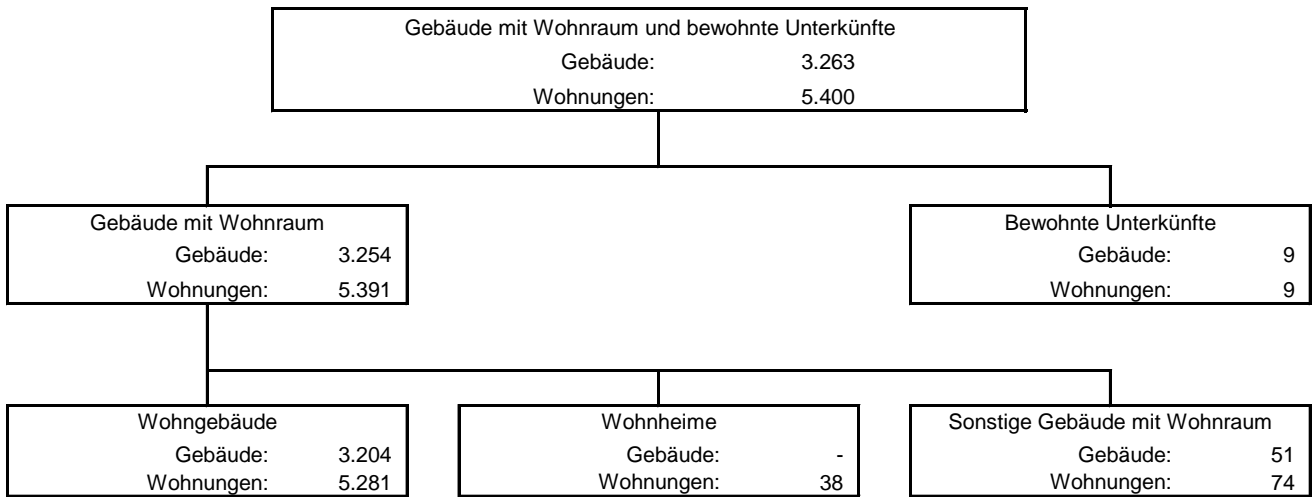 Gebäude mit Wohnraum und bewohnte Unterkünfte
Gebäude: 3.263
Wohnungen: 5.400
Gebäude mit Wohnraum
Gebäude: 3.254
Wohnungen: 5.391
Bewohnte Unterkünfte
Gebäude: 9
Wohnungen: 9
Wohngebäude
Gebäude: 3.204
Wohnungen: 5.281
Wohnheime
Gebäude: -
Wohnungen: 38
Sonstige Gebäude mit Wohnraum
Gebäude: 51
Wohnungen: 74